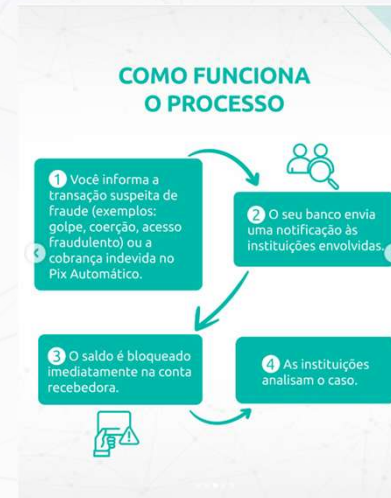 COMO FUNCIONA
O PROCESSO
1 Você informa a
transação suspeita de
fraude (exemplos:
golpe, coerção, acesso
fraudulento) ou a
cobrança indevida no
Pix Automático.
2 O seu banco envia
uma notificação às
instituições envolvidas.
3 O saldo é bloqueado
imediatamente na conta
recebedora.
4 As instituições
analisam o caso.